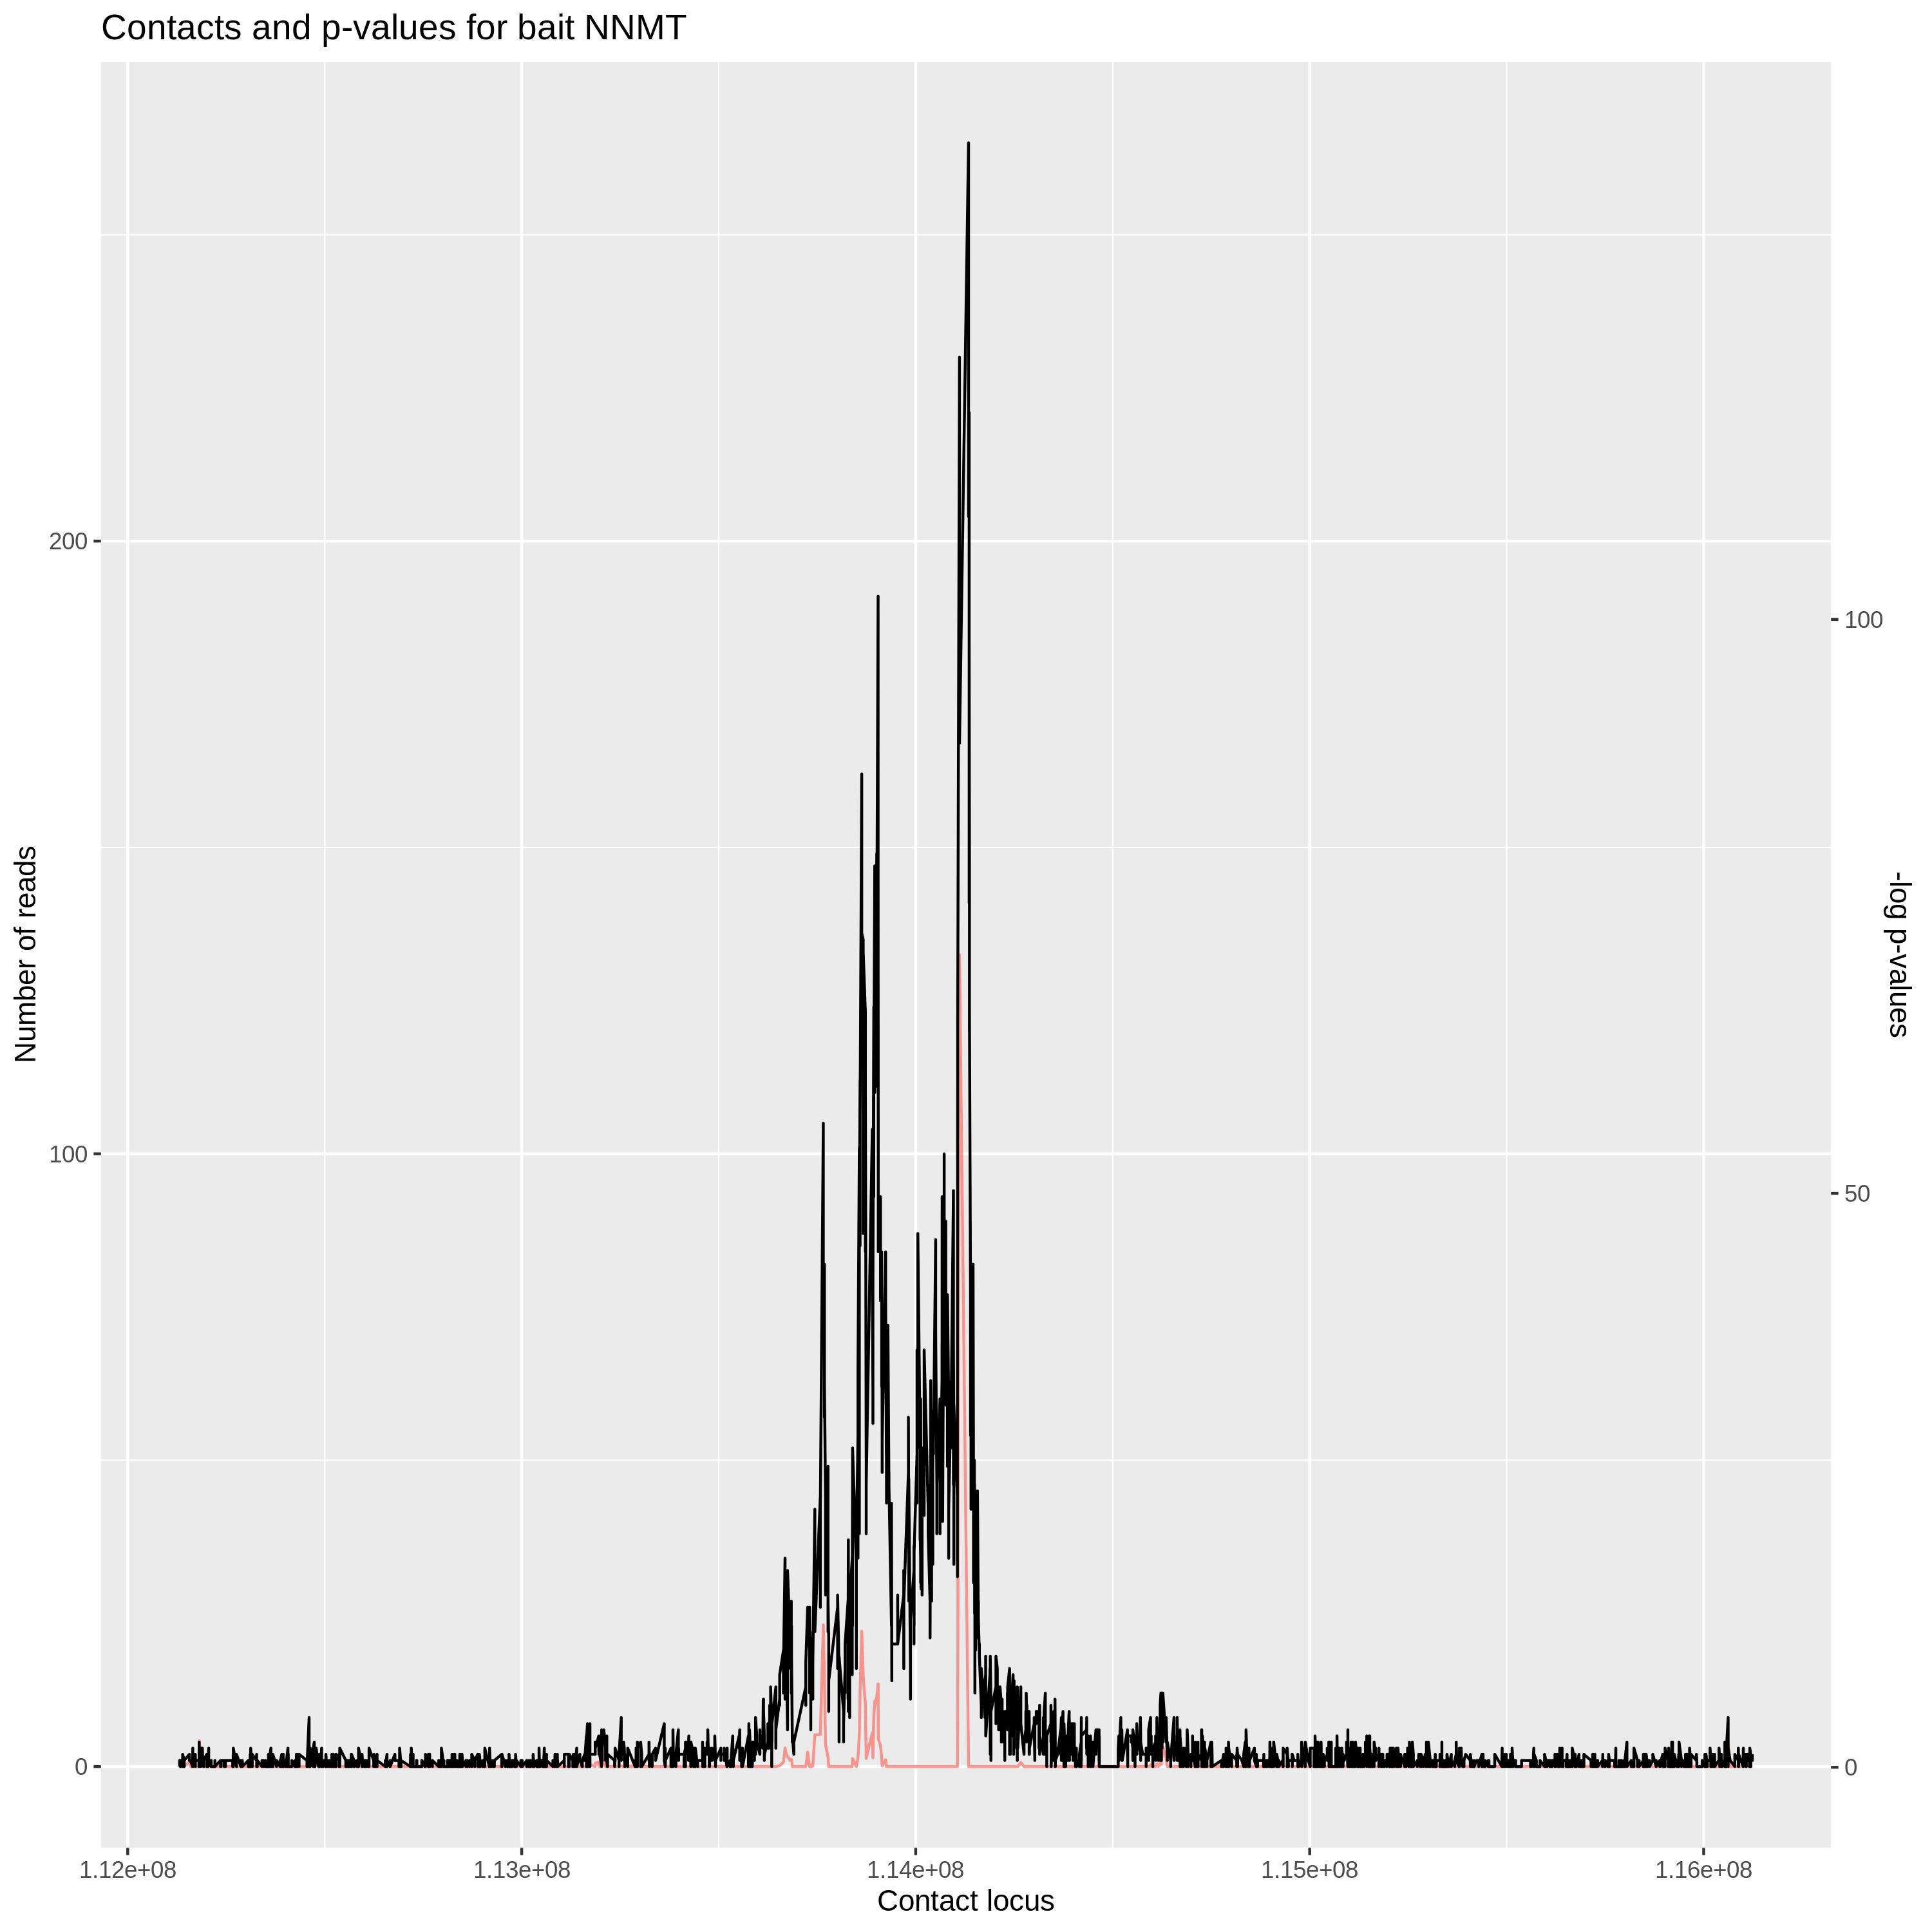 Contacts and p-values for bait NNMT
Number of reads
200
100
0
100
50
0
-log p-values
1.12e+08
1.13e+08
1.14e+08
1.15e+08
1.16e+08
Contact locus